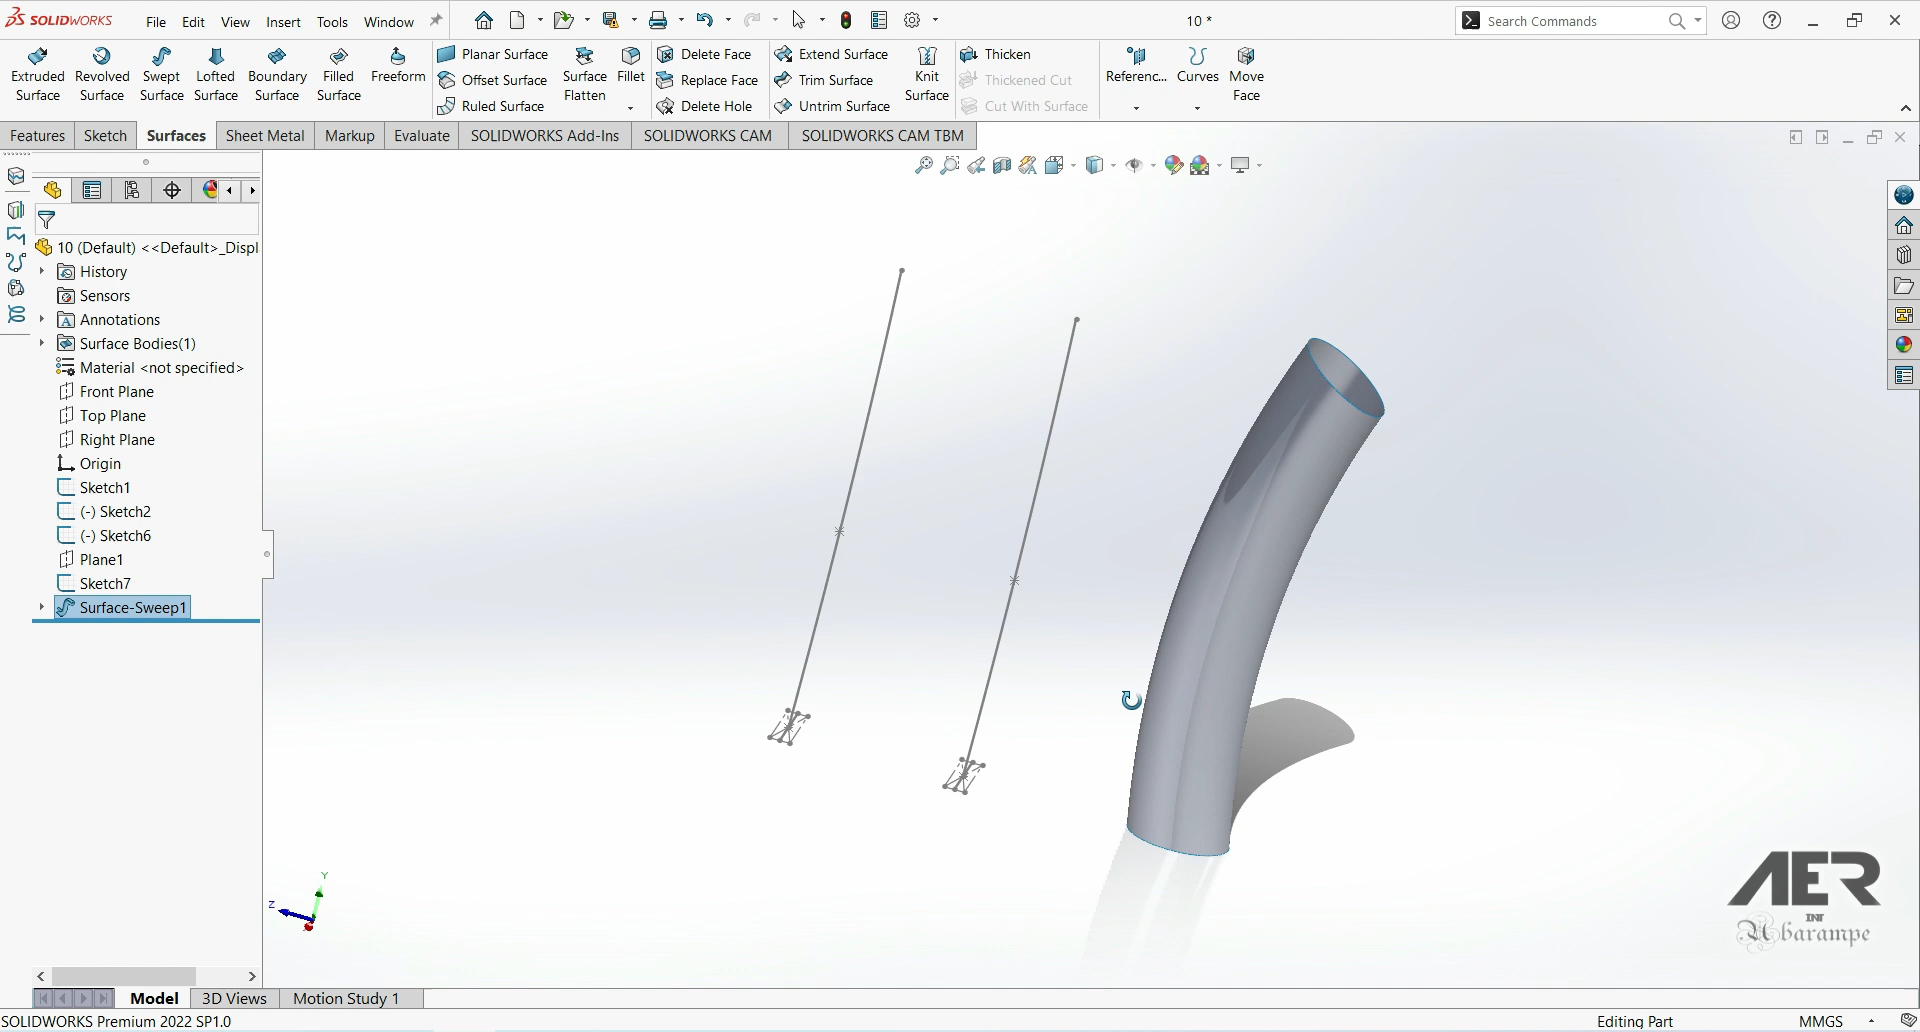 SOLIDWORKS File Edit View Insert Tools Window 10 * Search Commands
Extruded Surface Revolved Surface Swept Surface Lofted Surface Boundary Surface Filled Surface Freeform
Planar Surface
Offset Surface
Ruled Surface
Surface Flatten Fillet
Delete Face
Replace Face
Delete Hole
Extend Surface
Trim Surface
Untrim Surface
Knit Surface
Thicken
Thickened Cut
Cut With Surface
Referenc... Curves Move Face
Features Sketch Surfaces Sheet Metal Markup Evaluate SOLIDWORKS Add-Ins SOLIDWORKS CAM SOLIDWORKS CAM TBM
10 (Default) <<Default>_Displ
History
Sensors
Annotations
Surface Bodies(1)
Material <not specified>
Front Plane
Top Plane
Right Plane
Origin
Sketch1
(-) Sketch2
(-) Sketch6
Plane1
Sketch7
Surface-Sweep1
Y
Z
AER
INT
Abarampe
Model 3D Views Motion Study 1
SOLIDWORKS Premium 2022 SP1.0 Editing Part MMGS